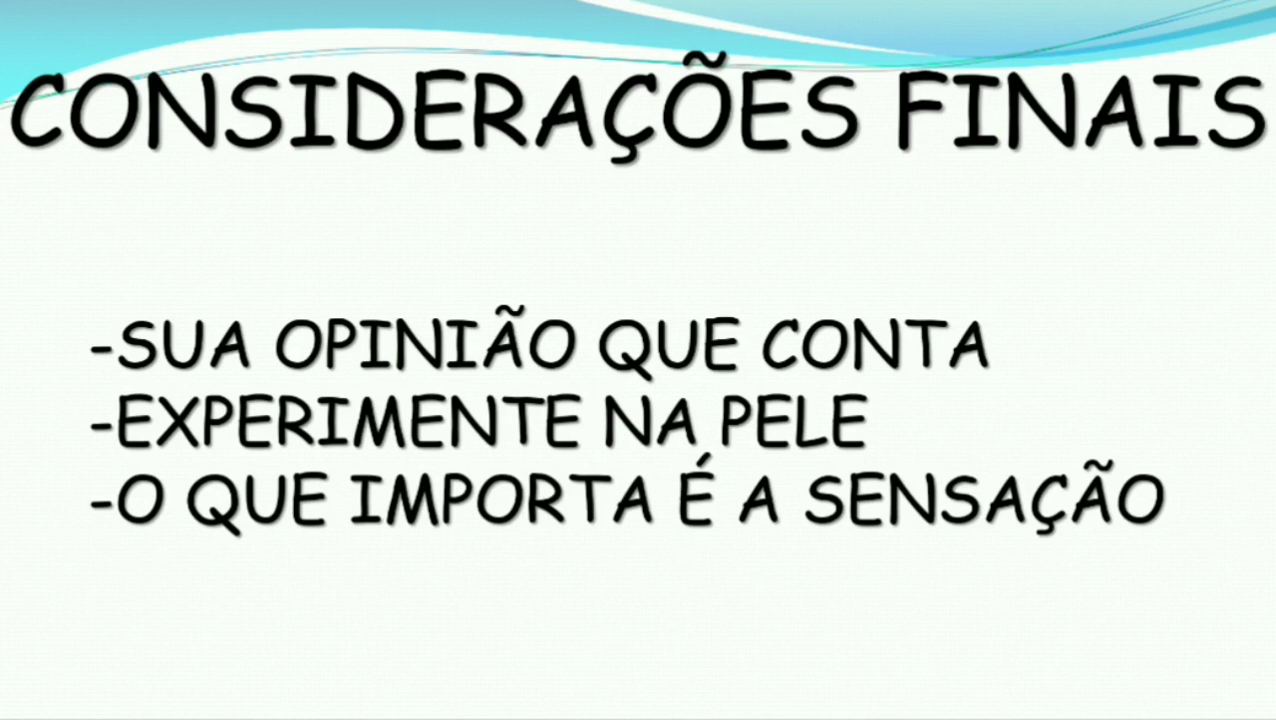 CONSIDERAÇÕES FINAIS
-SUA OPINIÃO QUE CONTA
-EXPERIMENTE NA PELE
-O QUE IMPORTA É A SENSAÇÃO